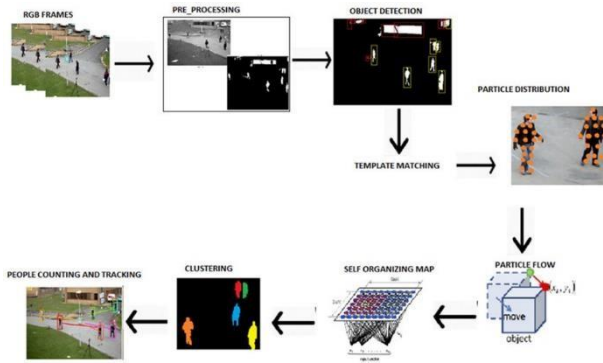 RGB FRAMES
PRE_PROCESSING
OBJECT DETECTION
PARTICLE DISTRIBUTION
TEMPLATE MATCHING
PARTICLE FLOW
move
object
SELF ORGANIZING MAP
CLUSTERING
PEOPLE COUNTING AND TRACKING